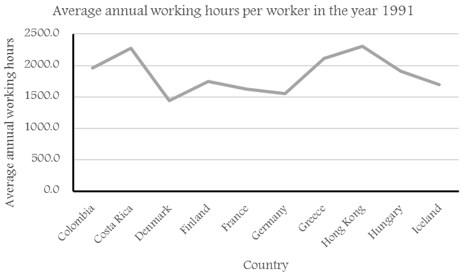 Average annual working hours per worker in the year 1991
Average annual working hours
2500.0
2000.0
1500.0
1000.0
500.0
0.0
Colombia
Costa Rica
Denmark
Finland
France
Germany
Greece
Hong Kong
Hungary
Iceland
Country